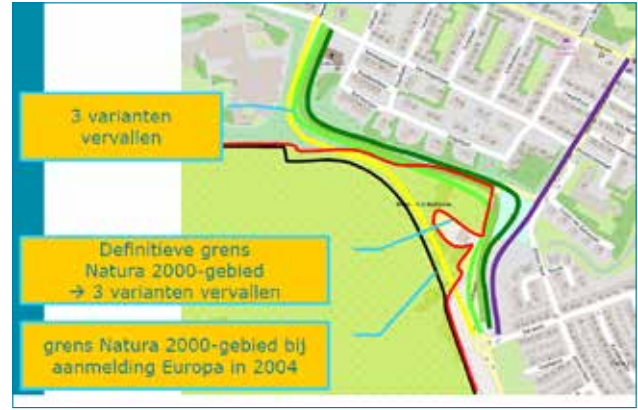 3 varianten
vervallen
Definitieve grens
Natura 2000-gebied
→ 3 varianten vervallen
grens Natura 2000-gebied bij
aanmelding Europa in 2004